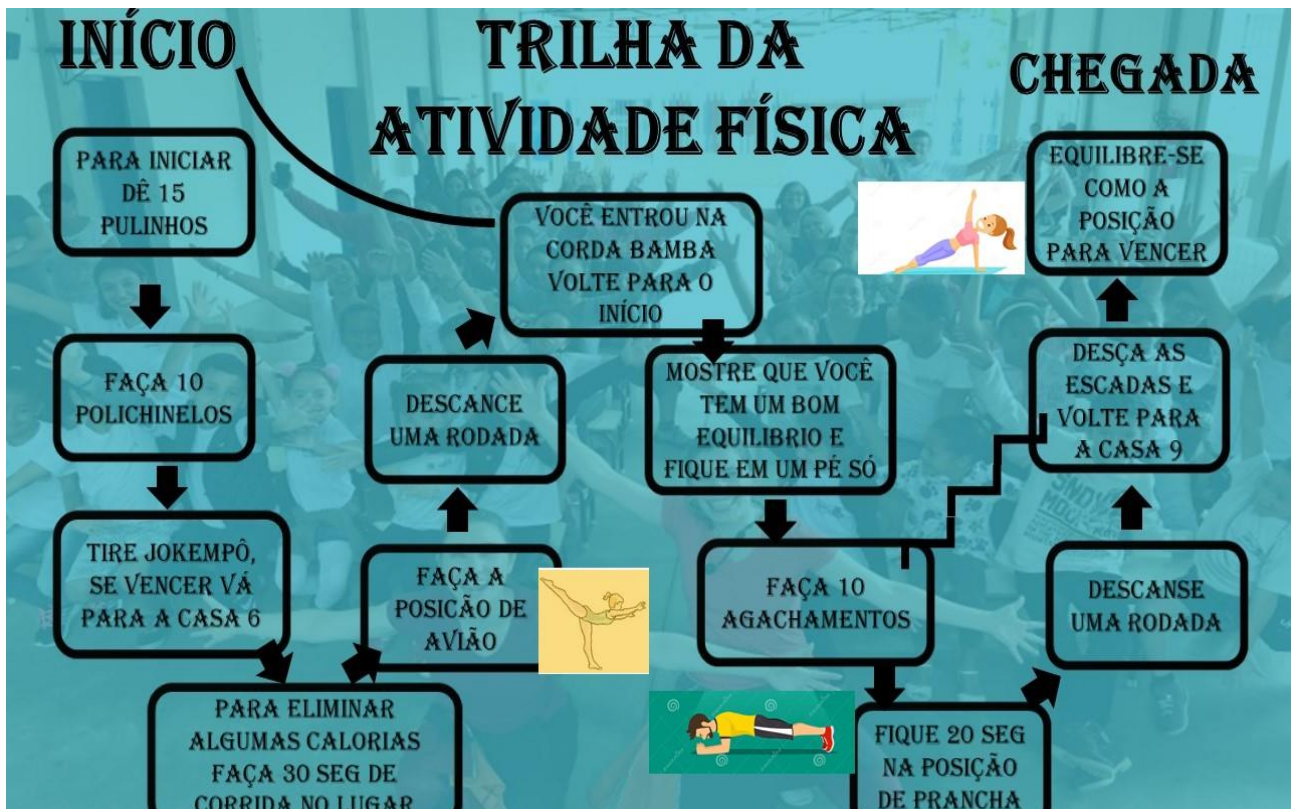 INÍCIO
TRILHA DA
ATIVIDADE FÍSICA
CHEGADA
PARA INICIAR
DÊ 15
PULINHOS
FAÇA 10
POLICHINELOS
TIRE JOKEMPÔ,
SE VENCER VÁ
PARA A CASA 6
PARA ELIMINAR
ALGUMAS CALORIAS
FAÇA 30 SEG DE
CORRIDA NO LUGAR
FAÇA A
POSICÃO DE
AVIÃO
DESCANCE
UMA RODADA
VOCÊ ENTROU NA
CORDA BAMBA
VOLTE PARA O
INÍCIO
MOSTRE QUE VOCÊ
TEM UM BOM
EQUILIBRIO E
FIQUE EM UM PÉ SÓ
FAÇA 10
AGACHAMENTOS
FIQUE 20 SEG
NA POSIÇÃO
DE PRANCHA
DESCANSE
UMA RODADA
DESÇA AS
ESCADAS E
VOLTE PARA
A CASA 9
EQUILIBRE-SE
COMO A
POSIÇÃO
PARA VENCER